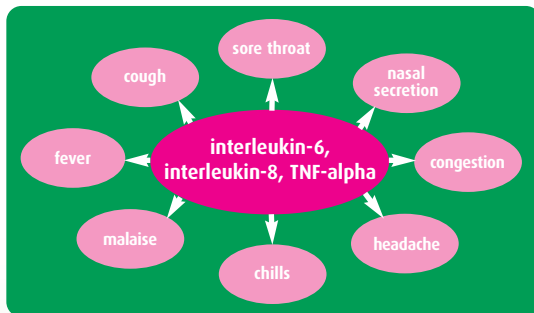 sore throat
cough
nasal
secretion
fever
interleukin-6,
interleukin-8, TNF-alpha
congestion
malaise
headache
chills